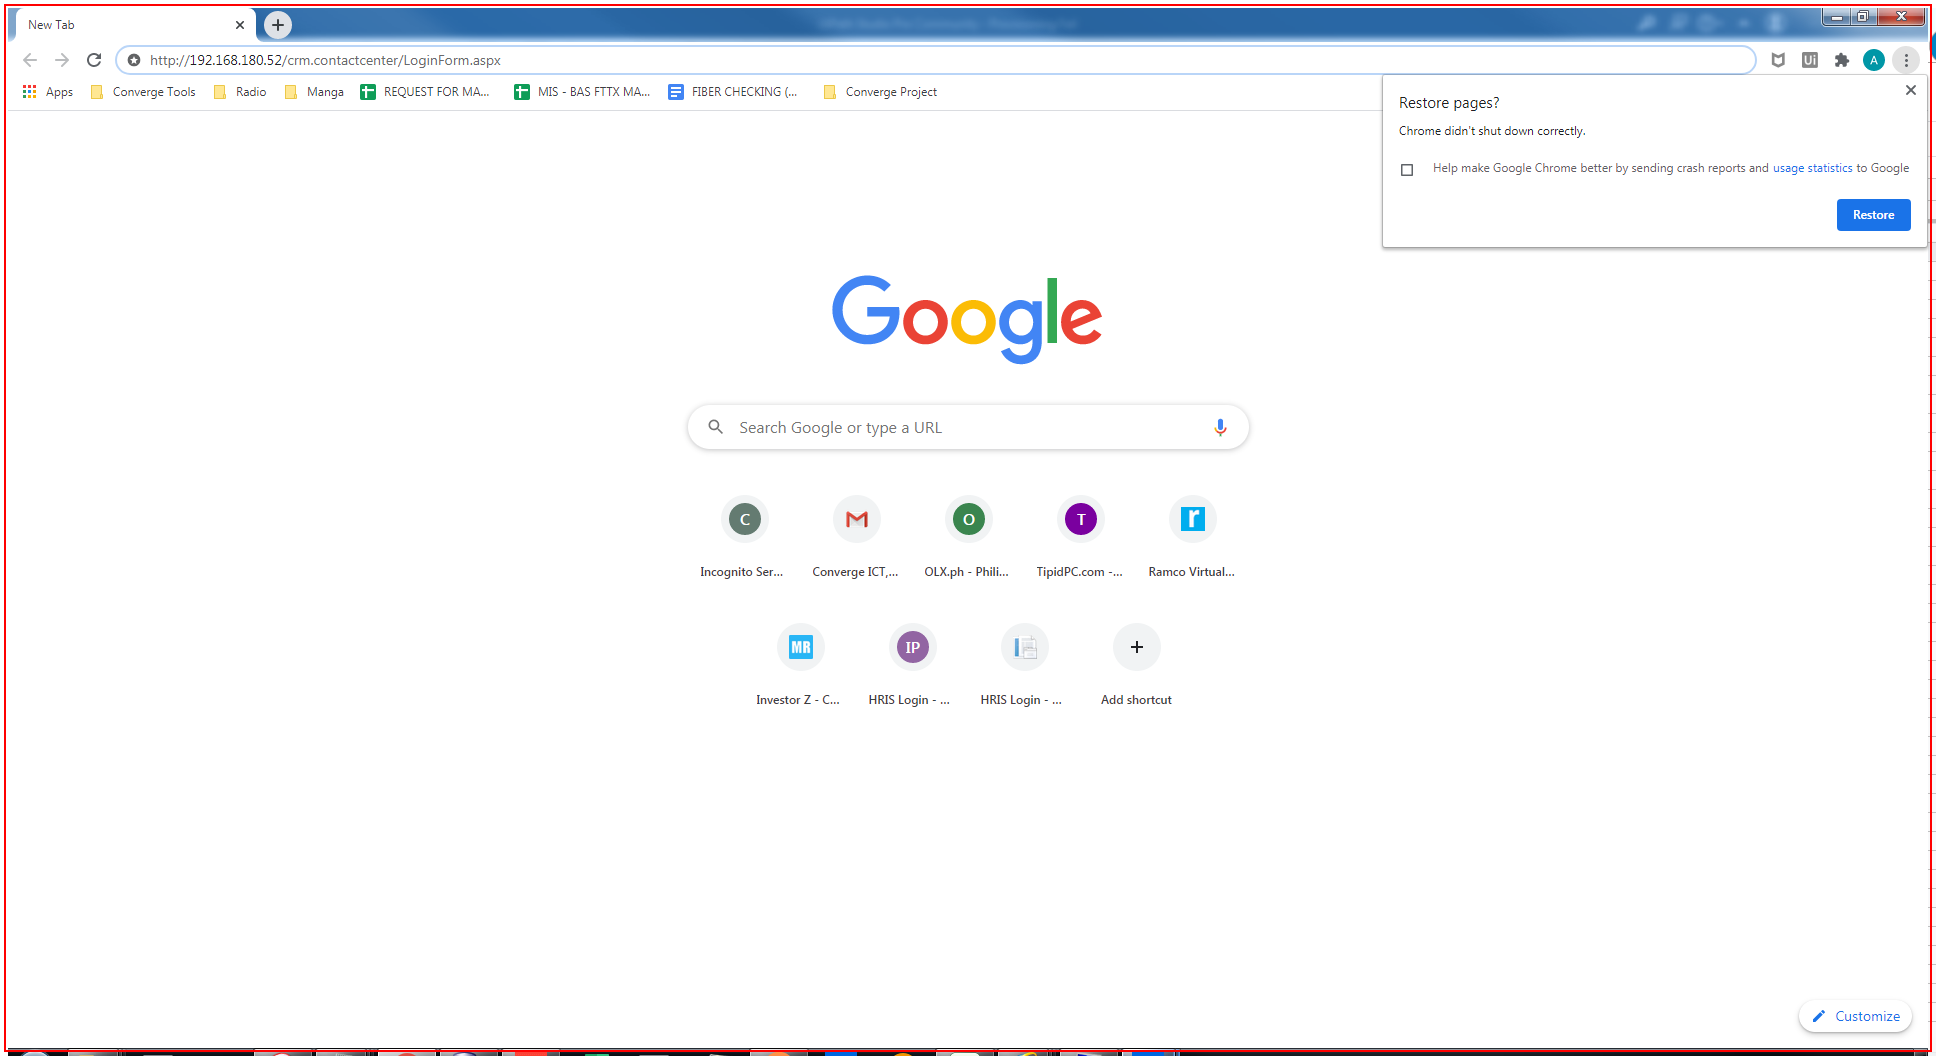 New Tab
http://192.168.180.52/crm.contactcenter/LoginForm.aspx
Ui
A
Apps
Converge Tools
Radio
Manga
REQUEST FOR MA...
MIS - BAS FTTX MA...
FIBER CHECKING (...
Converge Project
Restore pages?
Chrome didn't shut down correctly.
Help make Google Chrome better by sending crash reports and usage statistics to Google
Restore
Google
Search Google or type a URL
C
O
T
r
Incognito Ser...
Converge ICT,...
OLX.ph - Phili...
TipidPC.com -...
Ramco Virtual...
MR
IP
Investor Z - C...
HRIS Login - ...
HRIS Login - ...
Add shortcut
Customize